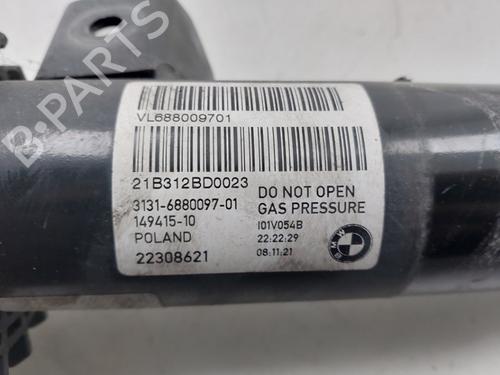 VL688009701
21B312BD0023
3131-6880097-01
149415-10
POLAND
22308621
DO NOT OPEN
GAS PRESSURE
I01V054B
22:22:29
08.11.21
BMW
B-PARTS